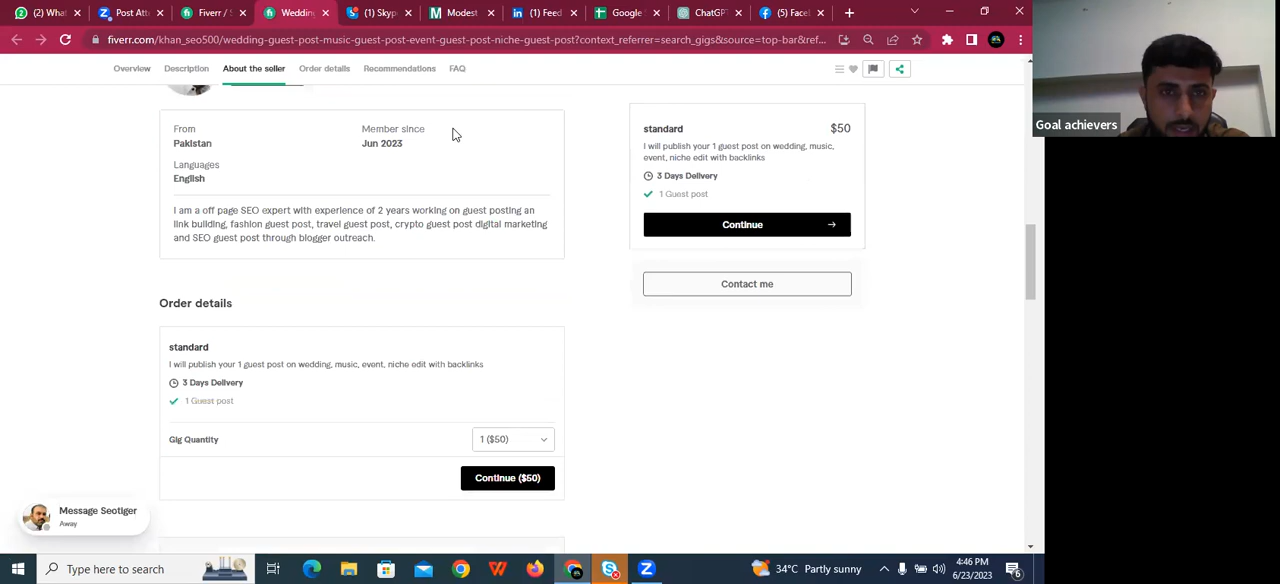 (2) What
Post Att
Fiverr / S
Wedding
(1) Skyp
Modest
(1) Feed
Google
ChatGP
(5) Face
fiverr.com/khan_seo500/wedding-guest-post-music-guest-post-event-guest-post-niche-guest-post?context_referrer=search_gigs&source=top-bar&ref...
Overview Description About the seller Order details Recommendations FAQ
Goal achievers
From
Pakistan
Member since
Jun 2023
Languages
English
I am a off page SEO expert with experience of 2 years working on guest posting an
link building, fashion guest post, travel guest post, crypto guest post digital marketing
and SEO guest post through blogger outreach.
standard $50
I will publish your 1 guest post on wedding, music,
event, niche edit with backlinks
3 Days Delivery
1 Guest post
Continue
Contact me
Order details
standard
I will publish your 1 guest post on wedding, music, event, niche edit with backlinks
3 Days Delivery
1 Guest post
Gig Quantity 1 ($50)
Continue ($50)
Message Seotiger
Away
Type here to search
34°C Partly sunny
4:46 PM
6/23/2023
6